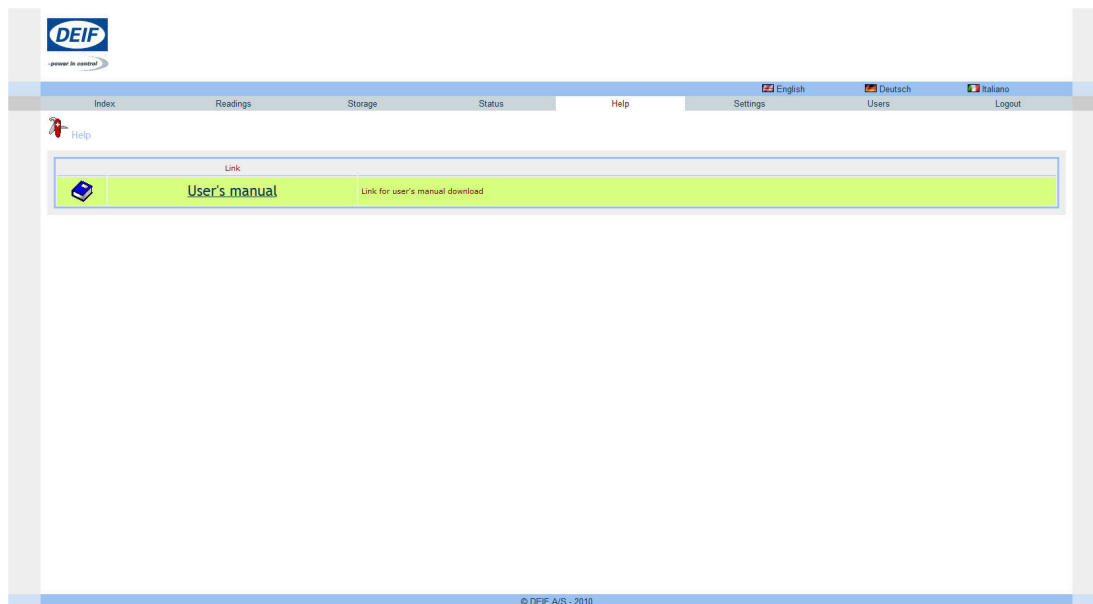 DEIF
-power in control
English Deutsch Italiano
Index Readings Storage Status Help Settings Users Logout
Help
Link
User's manual Link for user's manual download
© DEIF A/S - 2010